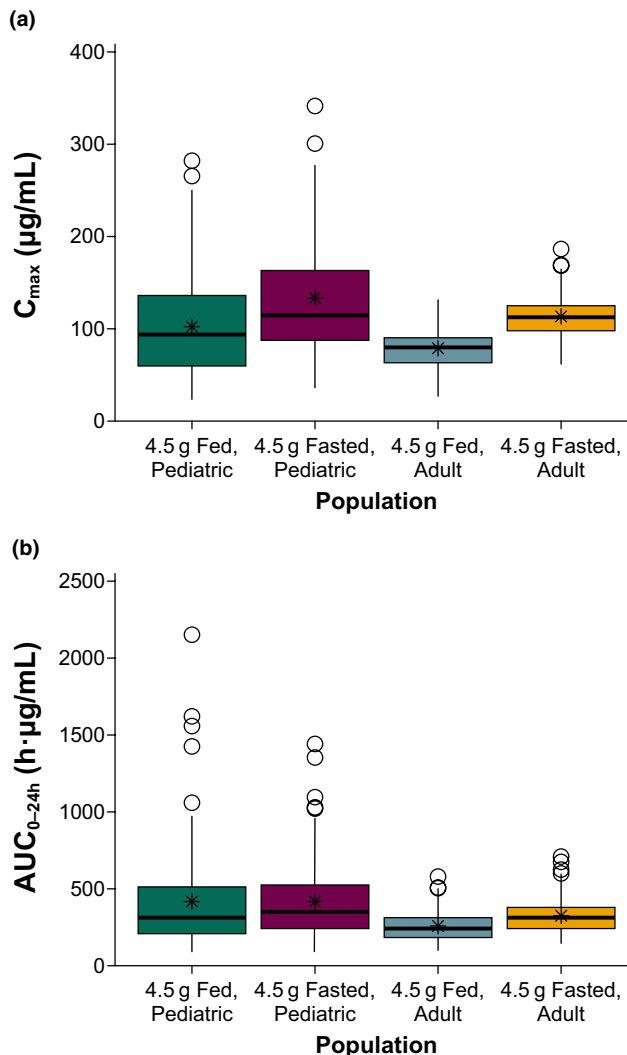 (a)
400
300
200
100
0
Cmax (µg/mL)
4.5 g Fed, Pediatric
4.5 g Fasted, Pediatric
4.5 g Fed, Adult
4.5 g Fasted, Adult
Population
(b)
2500
2000
1500
1000
500
0
AUC0–24h (h·µg/mL)
4.5 g Fed, Pediatric
4.5 g Fasted, Pediatric
4.5 g Fed, Adult
4.5 g Fasted, Adult
Population